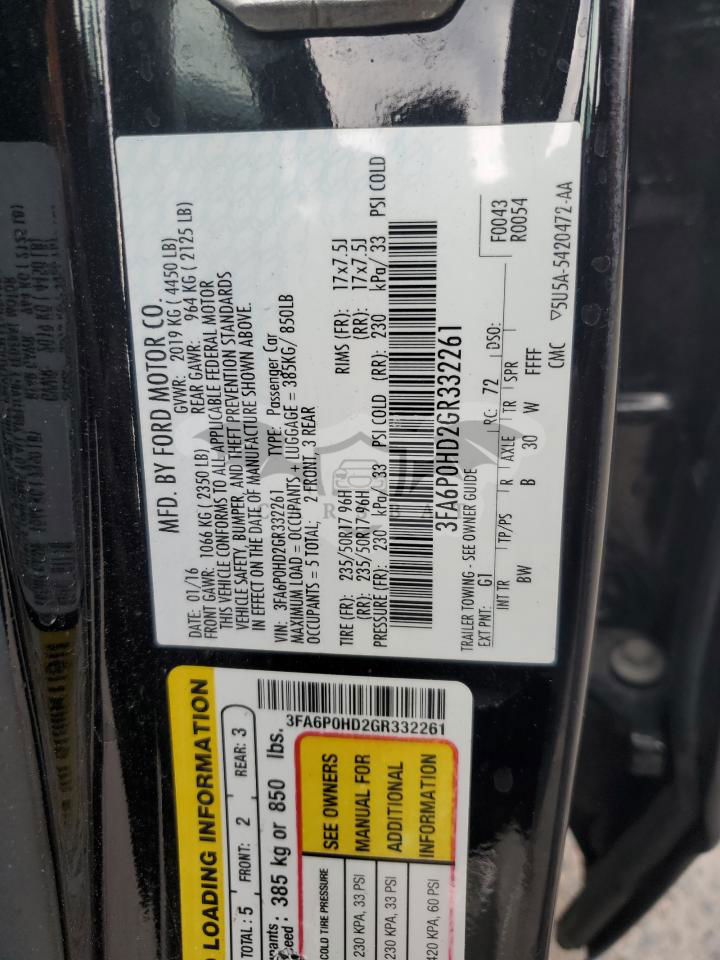 MFD. BY FORD MOTOR CO.
DATE: 01/16 GVWR: 2019 KG ( 4450 LB)
FRONT GAWR: 1066 KG ( 2350 LB) REAR GAWR: 964 KG ( 2125 LB)
THIS VEHICLE CONFORMS TO ALL APPLICABLE FEDERAL MOTOR
VEHICLE SAFETY, BUMPER, AND THEFT PREVENTION STANDARDS
IN EFFECT ON THE DATE OF MANUFACTURE SHOWN ABOVE.
VIN: 3FA6P0HD2GR332261 TYPE: Passenger Car
MAXIMUM LOAD = OCCUPANTS + LUGGAGE = 385KG/ 850LB
OCCUPANTS = 5 TOTAL; 2 FRONT, 3 REAR
TIRE (FR): 235/50R17 96H RIMS (FR): 17x7.5J
(RR): 235/50R17 96H (RR): 17x7.5J
PRESSURE (FR): 230 kPa/ 33 PSI COLD (RR): 230 kPa/ 33 PSI COLD
3FA6P0HD2GR332261
TRAILER TOWING - SEE OWNER GUIDE
F0043
R0054
EXT PNT: G1 RC: 72 DSO:
INT TR TP/PS R AXLE TR SPR
BW B 30 W FFFF
CMC ▽5U5A-5420472-AA
LOADING INFORMATION
TOTAL : 5 FRONT: 2 REAR: 3
385 kg or 850 lbs.
3FA6P0HD2GR332261
COLD TIRE PRESSURE
230 KPA, 33 PSI
230 KPA, 33 PSI
420 KPA, 60 PSI
SEE OWNERS
MANUAL FOR
ADDITIONAL
INFORMATION